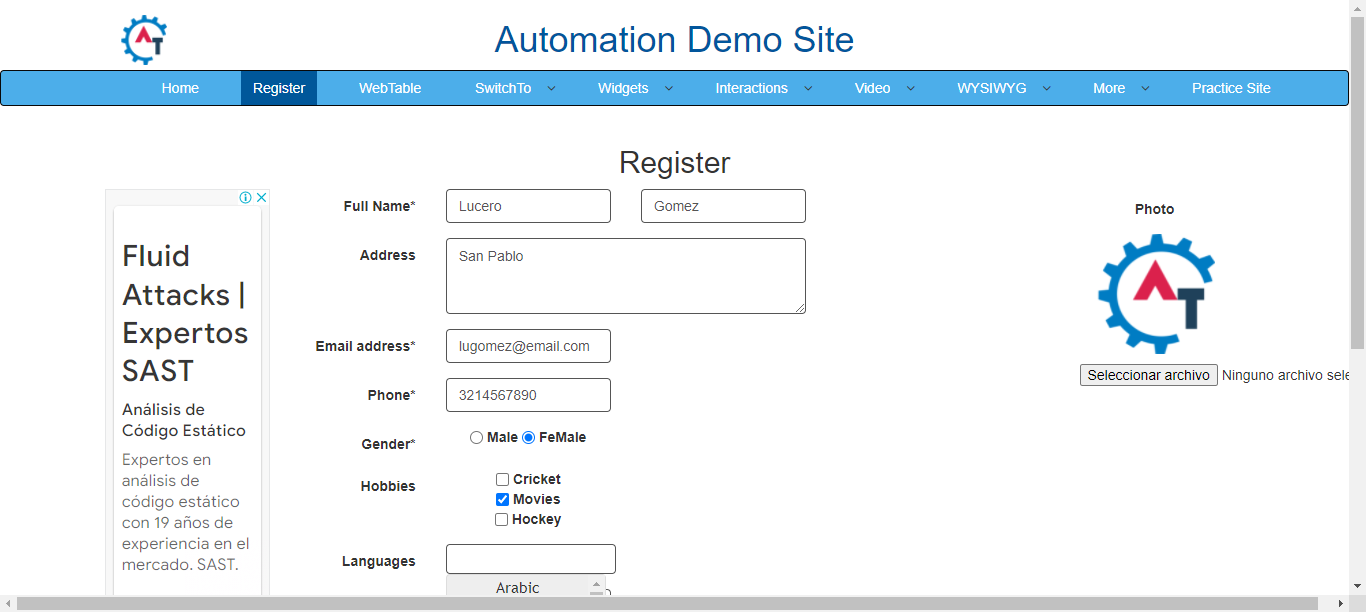 AT
Automation Demo Site
Home Register WebTable SwitchTo Widgets Interactions Video WYSIWYG More Practice Site
Register
Fluid
Attacks |
Expertos
SAST
Análisis de
Código Estático
Expertos en
análisis de
código estático
con 19 años de
experiencia en el
mercado. SAST.
Full Name* Lucero Gomez
Address San Pablo
Email address* lugomez@email.com
Phone* 3214567890
Gender* Male FeMale
Hobbies Cricket
Movies
Hockey
Languages
Arabic
Photo
AT
Seleccionar archivo Ninguno archivo sele